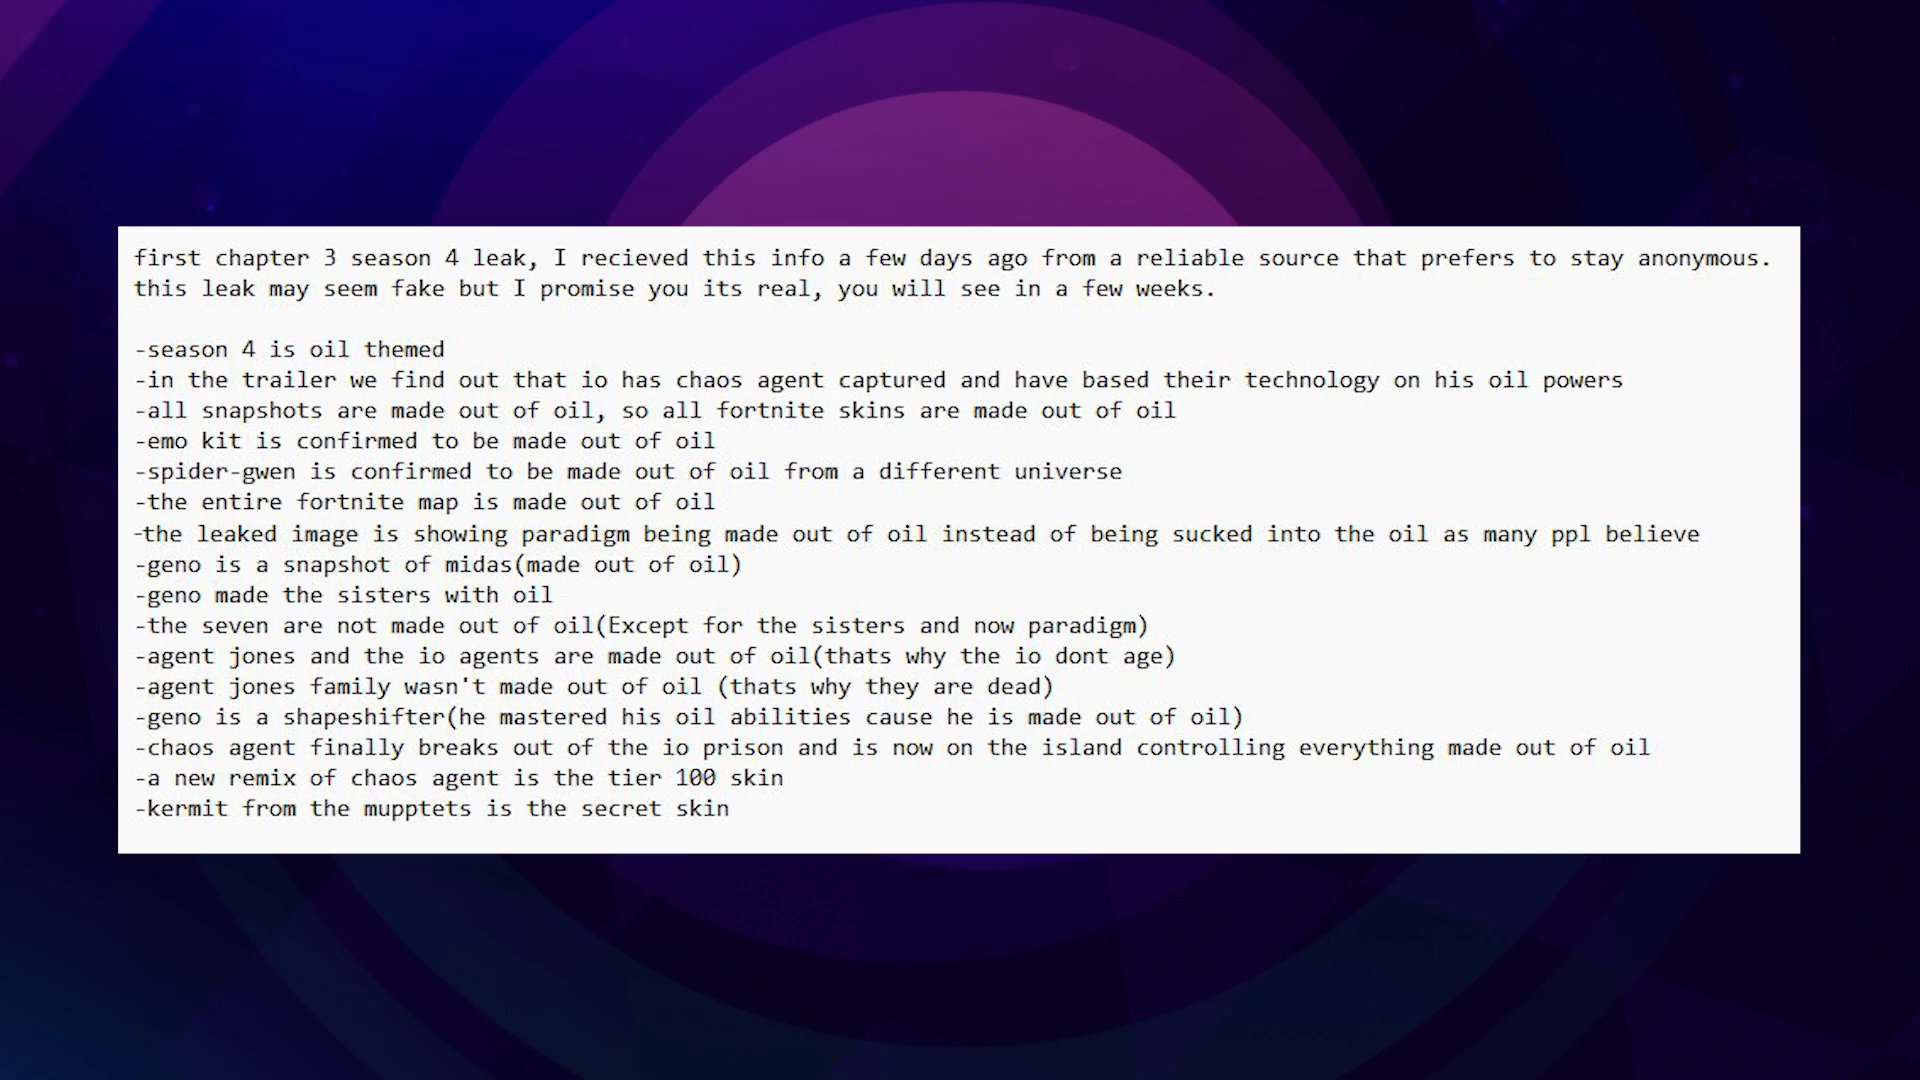 first chapter 3 season 4 leak, I recieved this info a few days ago from a reliable source that prefers to stay anonymous.
this leak may seem fake but I promise you its real, you will see in a few weeks.
-season 4 is oil themed
-in the trailer we find out that io has chaos agent captured and have based their technology on his oil powers
-all snapshots are made out of oil, so all fortnite skins are made out of oil
-emo kit is confirmed to be made out of oil
-spider-gwen is confirmed to be made out of oil from a different universe
-the entire fortnite map is made out of oil
-the leaked image is showing paradigm being made out of oil instead of being sucked into the oil as many ppl believe
-geno is a snapshot of midas(made out of oil)
-geno made the sisters with oil
-the seven are not made out of oil(Except for the sisters and now paradigm)
-agent jones and the io agents are made out of oil(thats why the io dont age)
-agent jones family wasn't made out of oil (thats why they are dead)
-geno is a shapeshifter(he mastered his oil abilities cause he is made out of oil)
-chaos agent finally breaks out of the io prison and is now on the island controlling everything made out of oil
-a new remix of chaos agent is the tier 100 skin
-kermit from the mupptets is the secret skin